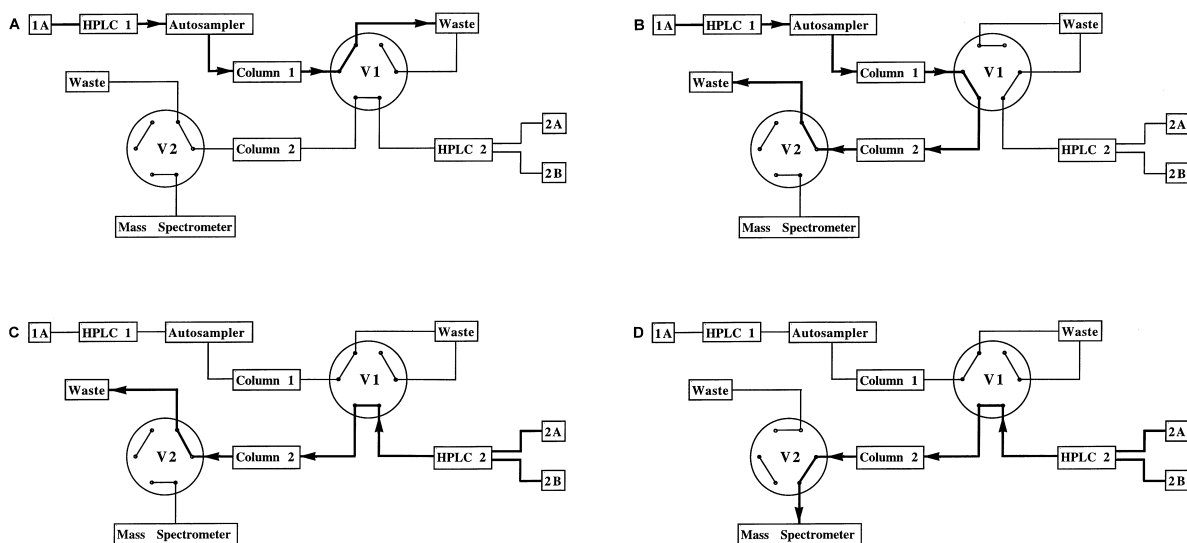 A 1A HPLC 1 Autosampler Waste
Column 1 V1
Waste
V2 Column 2 HPLC 2 2A
2B
Mass Spectrometer
B 1A HPLC 1 Autosampler Waste
Column 1 V1
Waste
V2 Column 2 HPLC 2 2A
2B
Mass Spectrometer
C 1A HPLC 1 Autosampler Waste
Column 1 V1
Waste
V2 Column 2 HPLC 2 2A
2B
Mass Spectrometer
D 1A HPLC 1 Autosampler Waste
Column 1 V1
Waste
V2 Column 2 HPLC 2 2A
2B
Mass Spectrometer